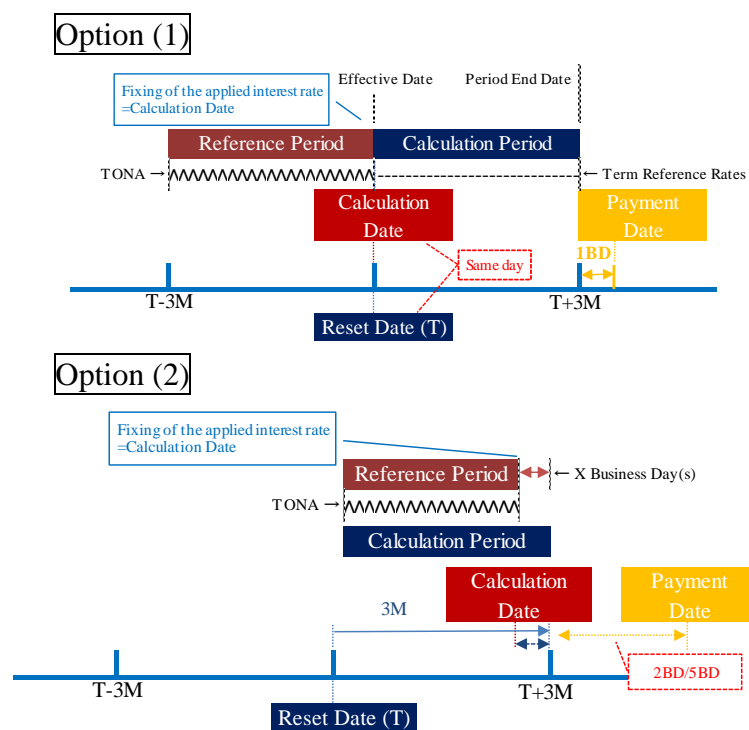 Option (1)
Effective Date
Period End Date
Fixing of the applied interest rate
=Calculation Date
Reference Period
Calculation Period
TONA →
← Term Reference Rates
Calculation
Date
Payment
Date
1BD
Same day
T-3M
T+3M
Reset Date (T)
Option (2)
Fixing of the applied interest rate
=Calculation Date
Reference Period
← X Business Day(s)
TONA →
Calculation Period
Calculation
Date
Payment
Date
3M
2BD/5BD
T-3M
T+3M
Reset Date (T)